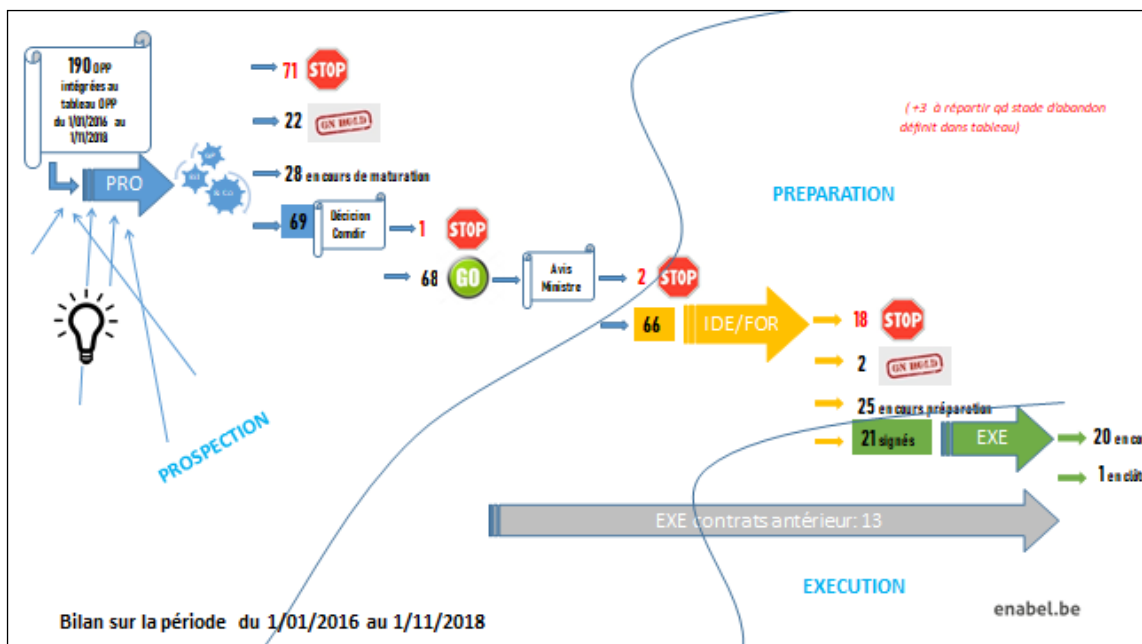 190 OPP
intégrées au
tableau OPP
du 1/01/2016 au
1/11/2018
PRO
71 STOP
22 ON HOLD
28 en cours de maturation
69
Décicion
Comdir
1 STOP
68 GO
Avis
Ministre
2 STOP
66
IDE/FOR
( +3 à répartir qd stade d'abandon
définit dans tableau)
PREPARATION
PROSPECTION
18 STOP
2 ON HOLD
25 en cours préparation
21 signés
EXE
20 en co
1 en clôt
EXE contrats antérieur: 13
EXECUTION
Bilan sur la période du 1/01/2016 au 1/11/2018
enabel.be